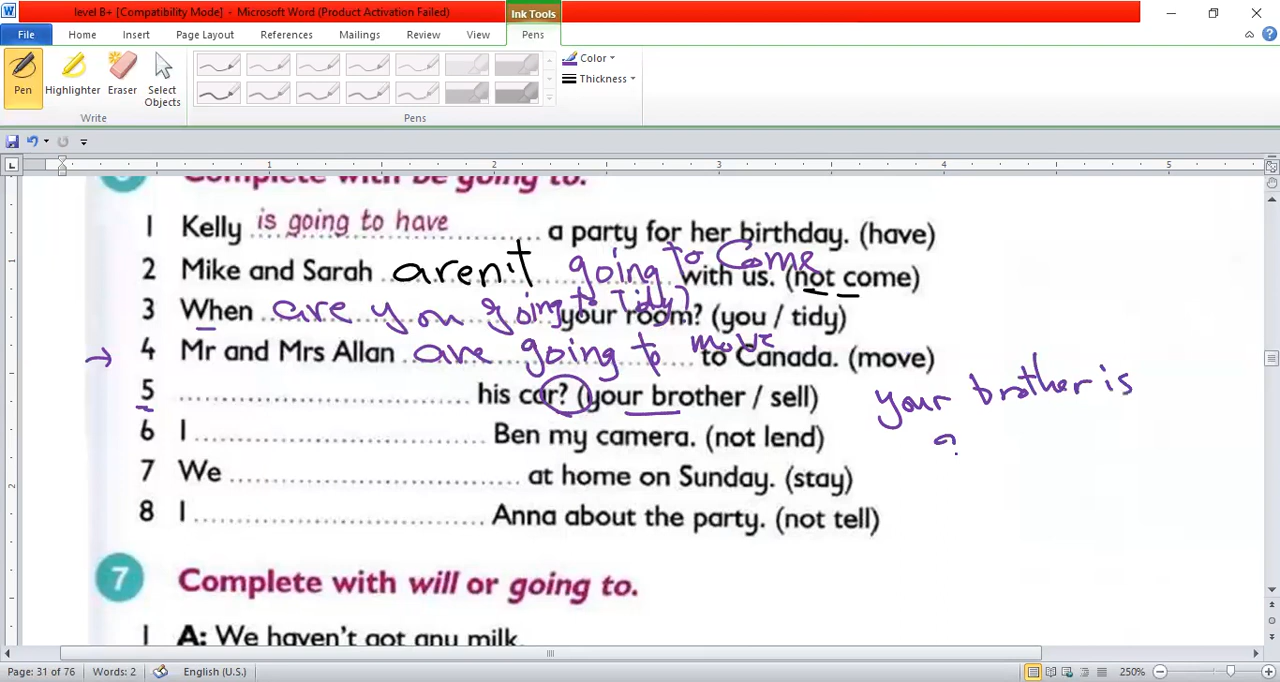 level B+ [Compatibility Mode] - Microsoft Word (Product Activation Failed)
Ink Tools
File Home Insert Page Layout References Mailings Review View Pens
Pen Highlighter Eraser Select Objects
Color
Thickness
Write Pens
1 2 3 4 5
Complete with be going to.
1 Kelly is going to have a party for her birthday. (have)
2 Mike and Sarah aren't going to Come with us. (not come)
3 When are you going to Tidy your room? (you / tidy)
4 Mr and Mrs Allan are going to move to Canada. (move)
5 ............................ his car? (your brother / sell)
your brother is
?
6 I ............................ Ben my camera. (not lend)
7 We ............................ at home on Sunday. (stay)
8 I ............................ Anna about the party. (not tell)
7 Complete with will or going to.
1 A: We haven't got any milk.
Page: 31 of 76 Words: 2 English (U.S.) 250%